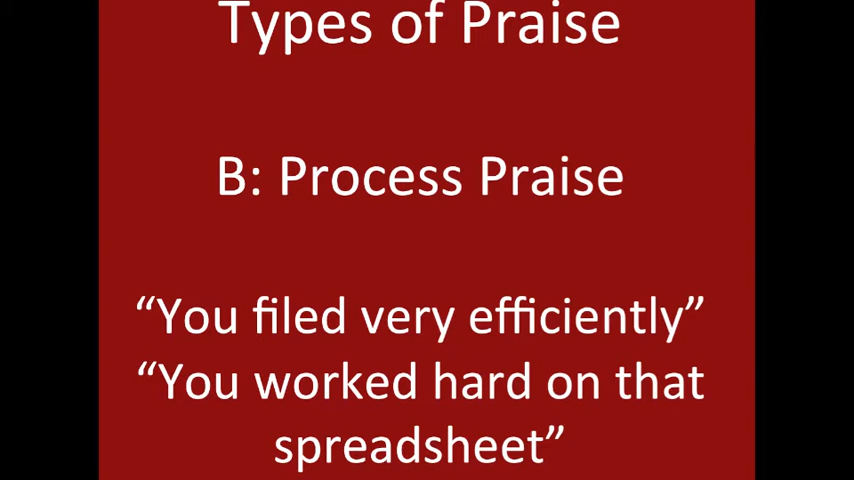 Types of Praise
B: Process Praise
“You filed very efficiently”
“You worked hard on that
spreadsheet”